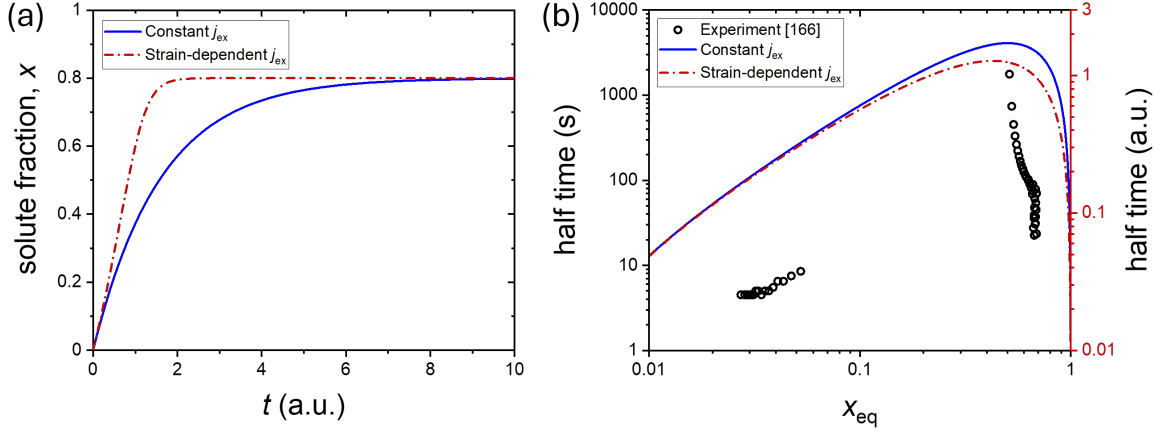 (a)
Constant jex
Strain-dependent jex
solute fraction, x
1
0.8
0.6
0.4
0.2
0
0 2 4 6 8 10
t (a.u.)
(b)
Experiment [166]
Constant jex
Strain-dependent jex
half time (s)
10000
1000
100
10
1
0.01 0.1 1
xeq
half time (a.u.)
3
1
0.1
0.01